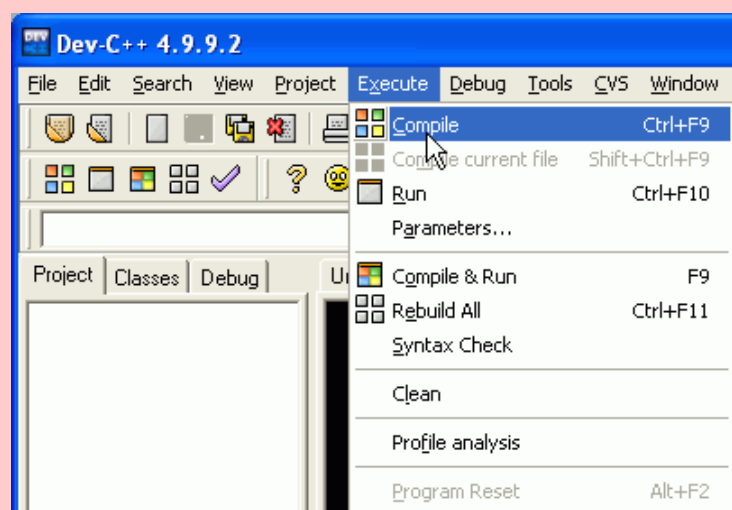 Dev-C++ 4.9.9.2
File Edit Search View Project Execute Debug Tools CVS Window
Compile Ctrl+F9
Compile current file Shift+Ctrl+F9
Run Ctrl+F10
Parameters...
Project Classes Debug
Compile & Run F9
Rebuild All Ctrl+F11
Syntax Check
Clean
Profile analysis
Program Reset Alt+F2